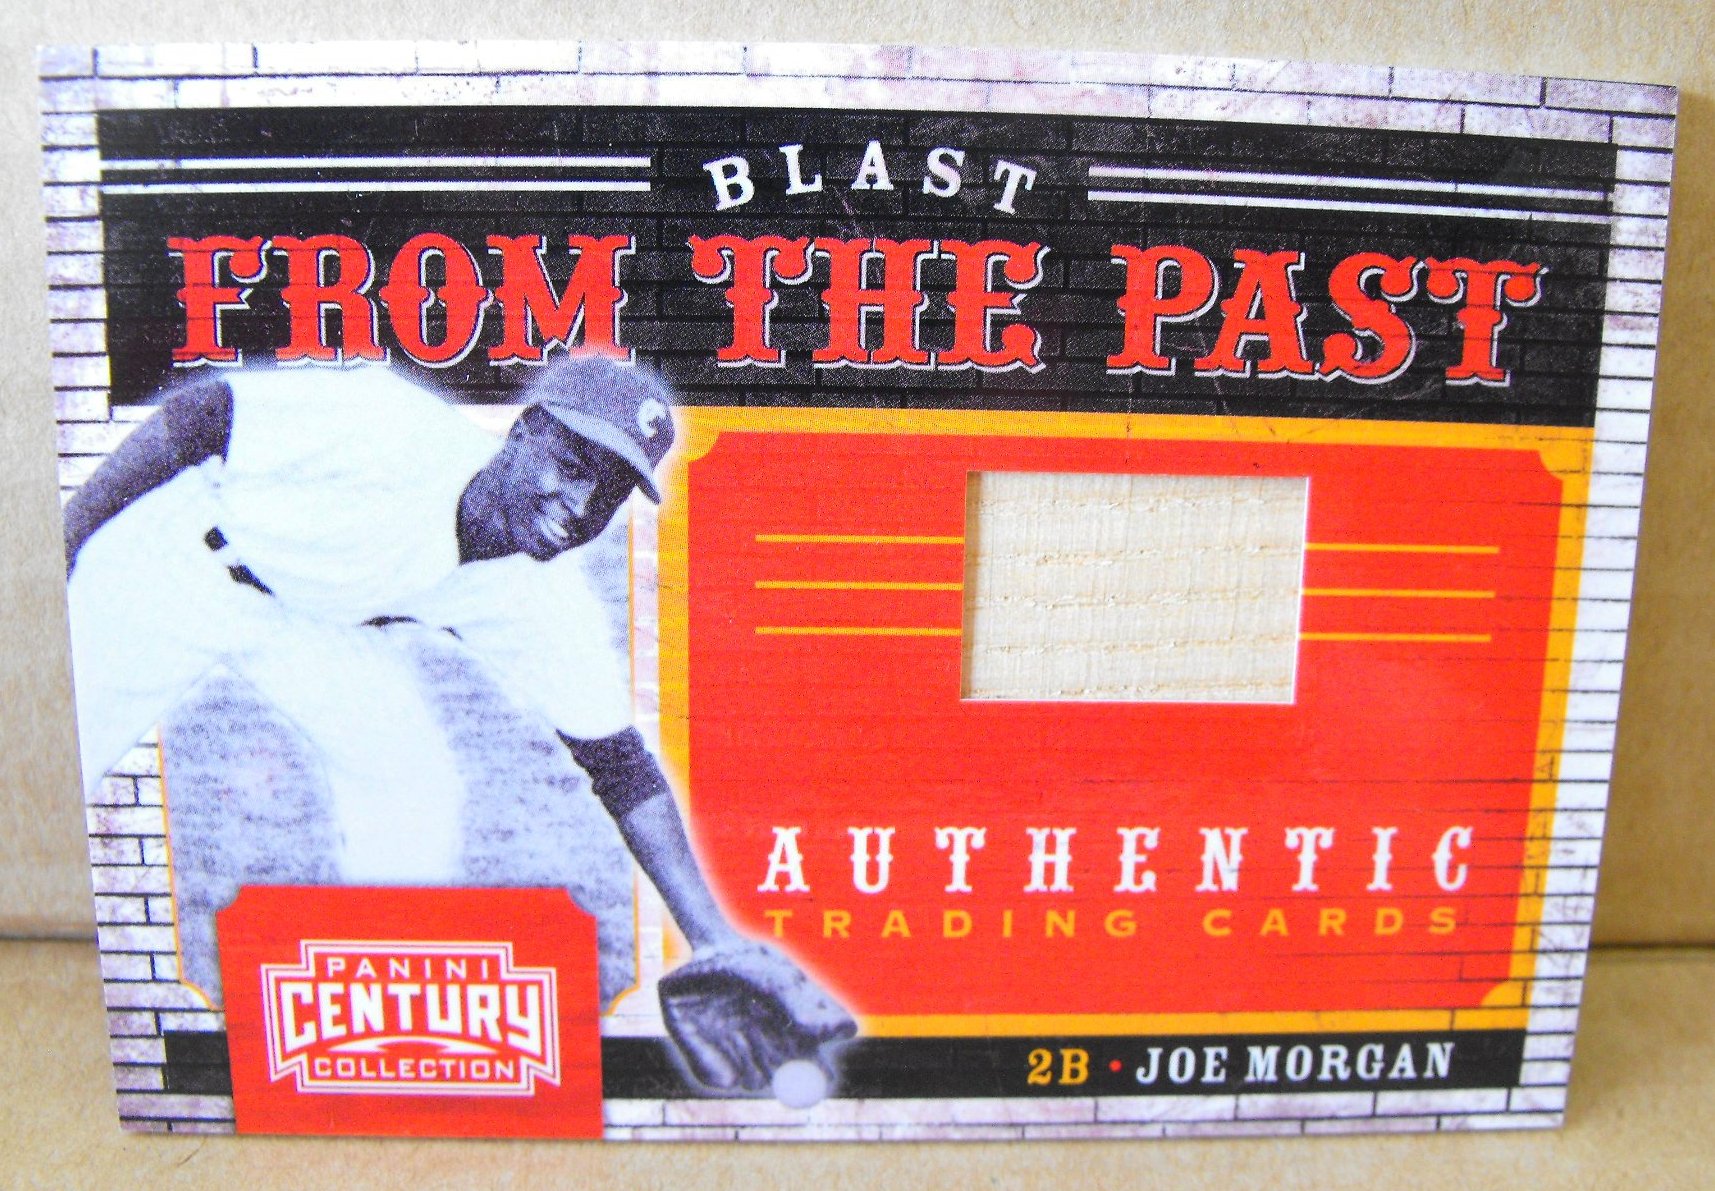 BLAST
FROM THE PAST
C
AUTHENTIC
TRADING CARDS
PANINI
CENTURY
COLLECTION
2B • JOE MORGAN